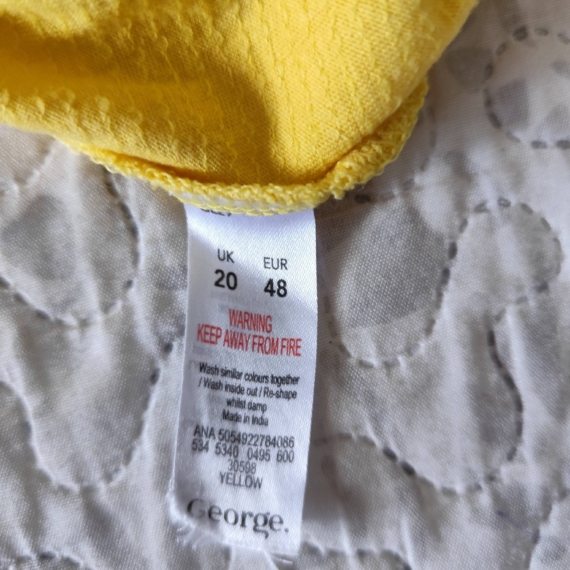 UK EUR
20 48
WARNING
KEEP AWAY FROM FIRE
Wash similar colours together
/ Wash inside out / Re-shape
whilst damp
Made in India
ANA 5054922784086
534 5340 0495 600
30598
YELLOW
George.